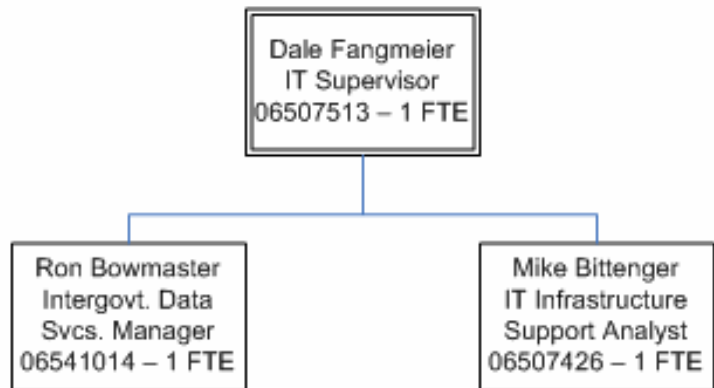 Dale Fangmeier
IT Supervisor
06507513 – 1 FTE
Ron Bowmaster
Intergovt. Data
Svcs. Manager
06541014 – 1 FTE
Mike Bittenger
IT Infrastructure
Support Analyst
06507426 – 1 FTE